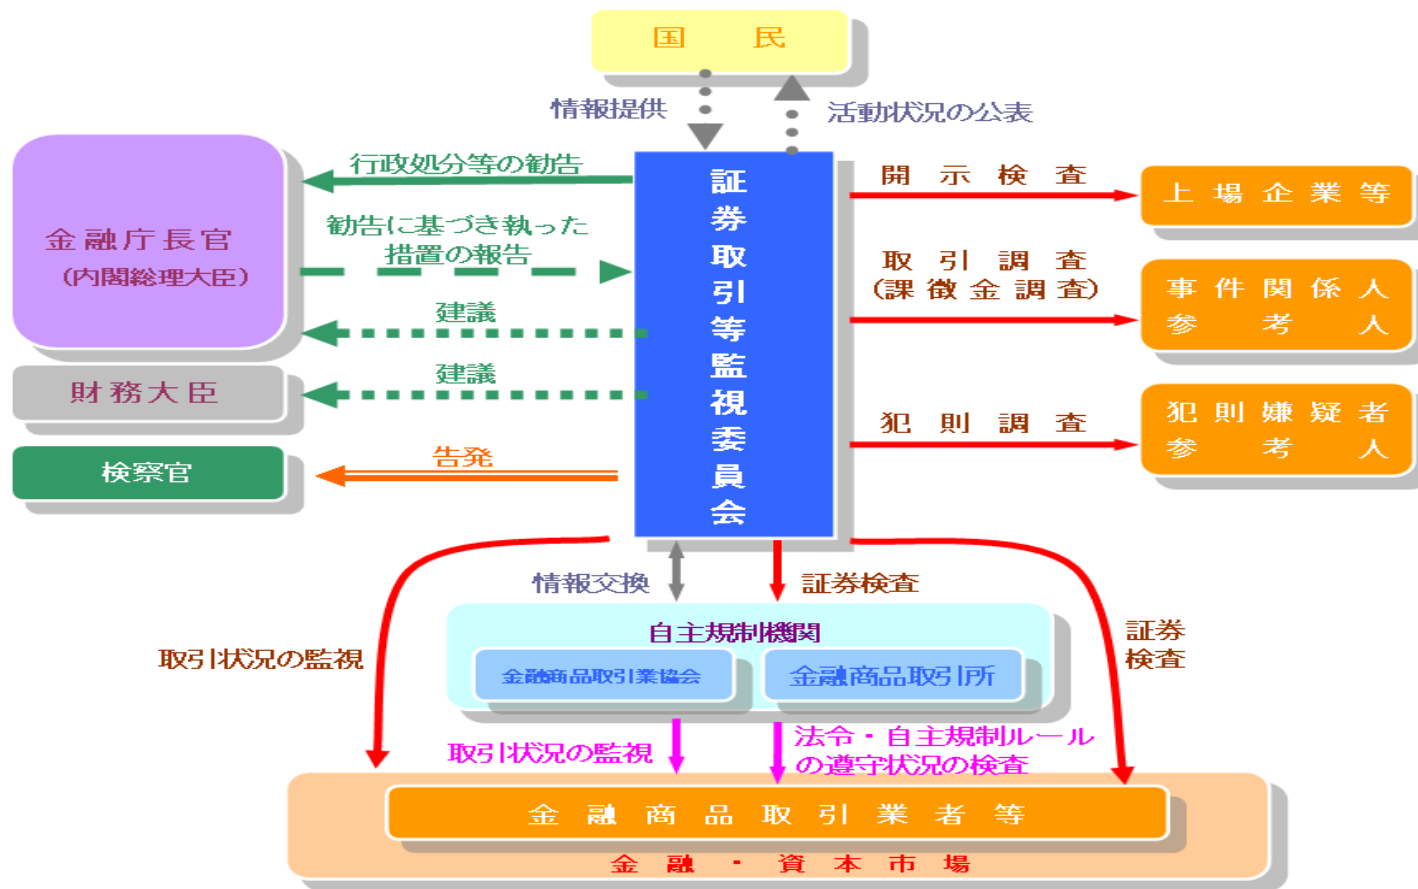 国民
情報提供
活動状況の公表
行政処分等の勧告
金融庁長官
(内閣総理大臣)
勧告に基づき執った
措置の報告
建議
建議
財務大臣
告発
検察官
証券取引等監視委員会
開示検査
上場企業等
取引調査
(課徴金調査)
事件関係人
参考人
犯則調査
犯則嫌疑者
参考人
情報交換
証券検査
取引状況の監視
証券
検査
自主規制機関
金融商品取引業協会
金融商品取引所
取引状況の監視
法令・自主規制ルール
の遵守状況の検査
金融商品取引業者等
金融・資本市場